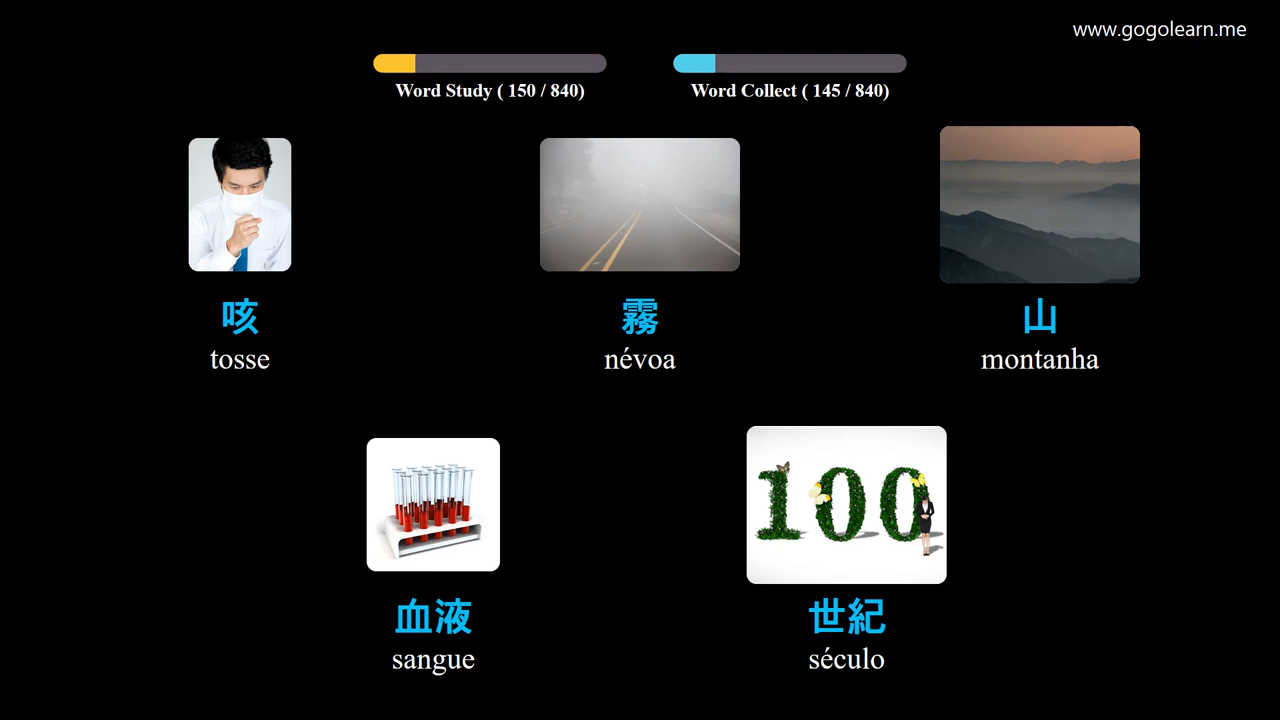 www.gogolearn.me
Word Study ( 150 / 840)
Word Collect ( 145 / 840)
咳
tosse
霧
névoa
山
montanha
100
血液
sangue
世紀
século